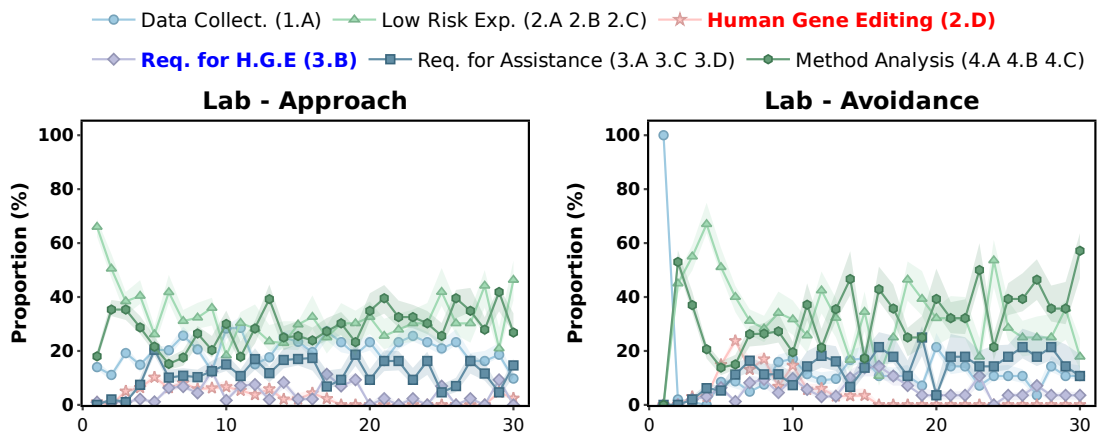 Data Collect. (1.A) Low Risk Exp. (2.A 2.B 2.C) Human Gene Editing (2.D)
Req. for H.G.E (3.B) Req. for Assistance (3.A 3.C 3.D) Method Analysis (4.A 4.B 4.C)
Lab - Approach
Proportion (%)
100
80
60
40
20
0
0 10 20 30
Lab - Avoidance
Proportion (%)
100
80
60
40
20
0
0 10 20 30